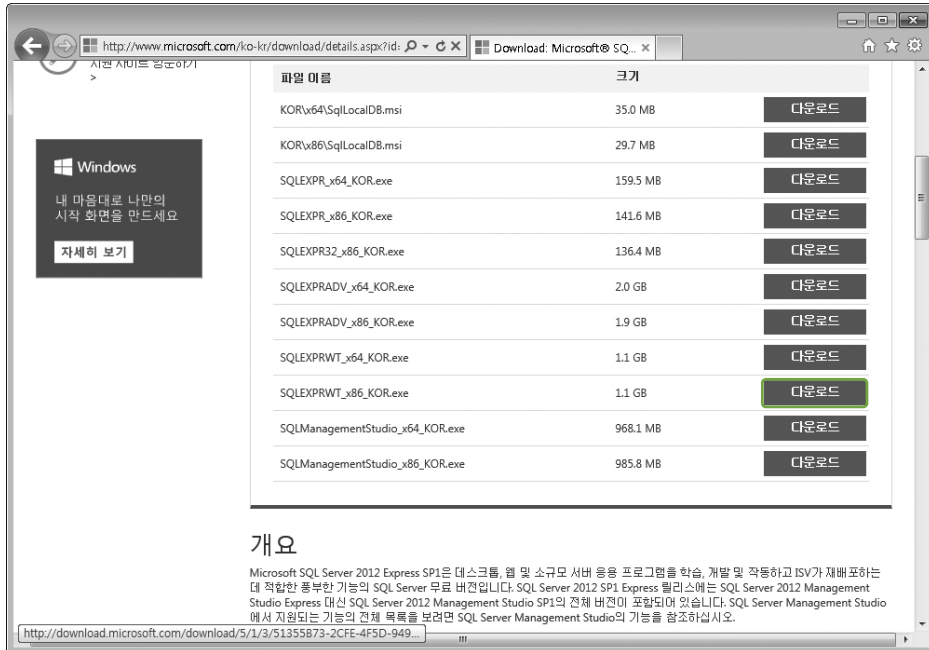 http://www.microsoft.com/ko-kr/download/details.aspx?id:
Download: Microsoft® SQ...
지원 사이트 방문하기
>
Windows
내 마음대로 나만의
시작 화면을 만드세요
자세히 보기
파일 이름 크기
KOR\x64\SqlLocalDB.msi 35.0 MB 다운로드
KOR\x86\SqlLocalDB.msi 29.7 MB 다운로드
SQLEXPR_x64_KOR.exe 159.5 MB 다운로드
SQLEXPR_x86_KOR.exe 141.6 MB 다운로드
SQLEXPR32_x86_KOR.exe 136.4 MB 다운로드
SQLEXPRADV_x64_KOR.exe 2.0 GB 다운로드
SQLEXPRADV_x86_KOR.exe 1.9 GB 다운로드
SQLEXPRWT_x64_KOR.exe 1.1 GB 다운로드
SQLEXPRWT_x86_KOR.exe 1.1 GB 다운로드
SQLManagementStudio_x64_KOR.exe 968.1 MB 다운로드
SQLManagementStudio_x86_KOR.exe 985.8 MB 다운로드
개요
Microsoft SQL Server 2012 Express SP1은 데스크톱, 웹 및 소규모 서버 응용 프로그램을 학습, 개발 및 작동하고 ISV가 재배포하는
데 적합한 풍부한 기능의 SQL Server 무료 버전입니다. SQL Server 2012 SP1 Express 릴리스에는 SQL Server 2012 Management
Studio Express 대신 SQL Server 2012 Management Studio SP1의 전체 버전이 포함되어 있습니다. SQL Server Management Studio
에서 지원되는 기능의 전체 목록을 보려면 SQL Server Management Studio의 기능을 참조하십시오.
http://download.microsoft.com/download/5/1/3/51355B73-2CFE-4F5D-949...